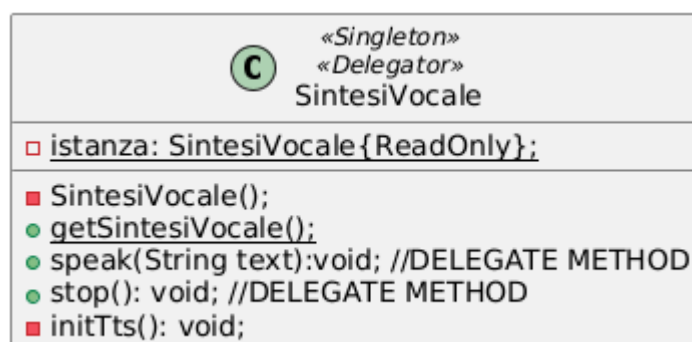 «Singleton»
«Delegator»
C
SintesiVocale
istanza: SintesiVocale{ReadOnly};
SintesiVocale();
getSintesiVocale();
speak(String text):void; //DELEGATE METHOD
stop(): void; //DELEGATE METHOD
initTts(): void;